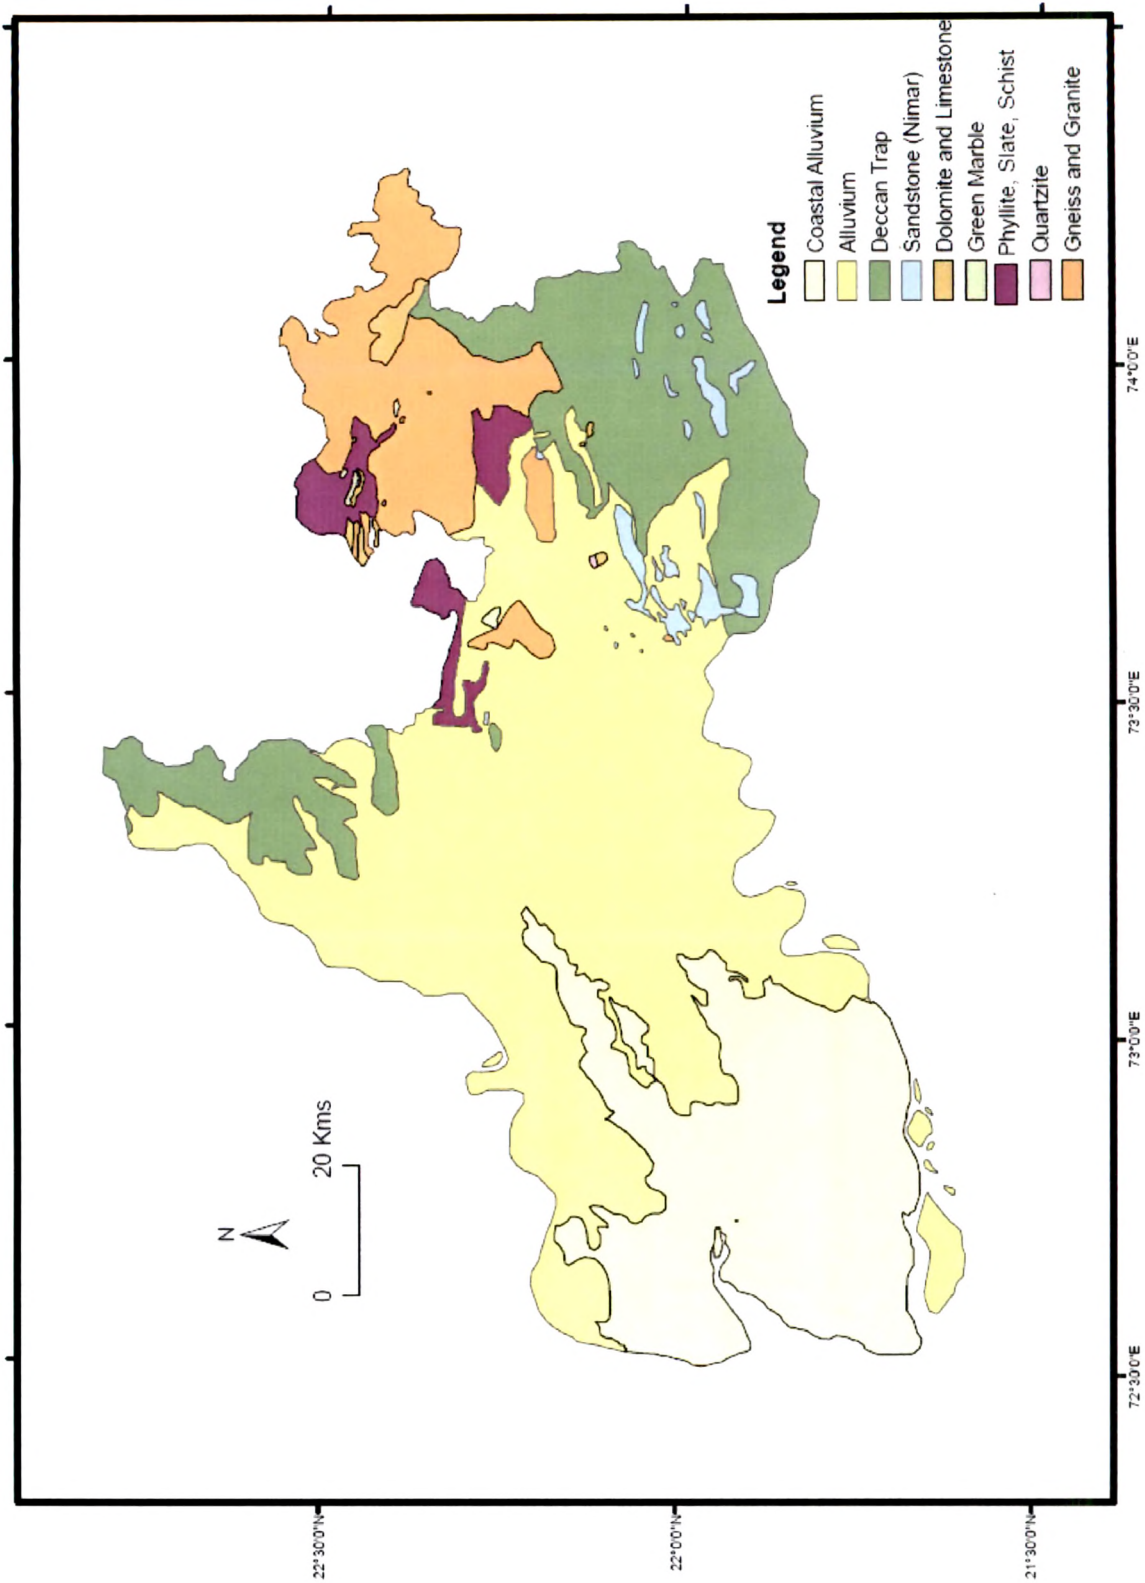 N
0 20 Kms
Legend
Coastal Alluvium
Alluvium
Deccan Trap
Sandstone (Nimar)
Dolomite and Limestone
Green Marble
Phyllite, Slate, Schist
Quartzite
Gneiss and Granite
22°30'0"N
22°0'0"N
21°30'0"N
72°30'0"E
73°0'0"E
73°30'0"E
74°0'0"E